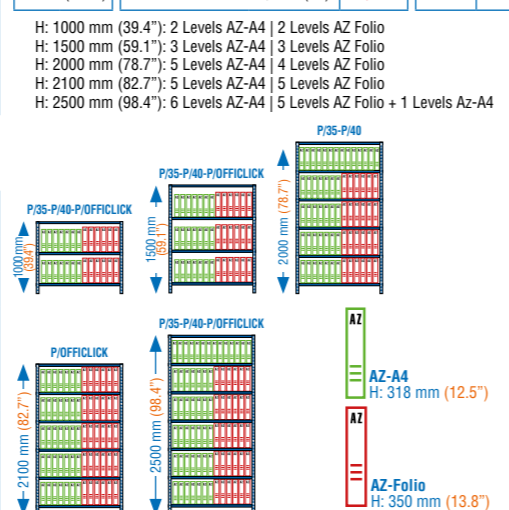 H: 1000 mm (39.4”): 2 Levels AZ-A4 | 2 Levels AZ Folio
H: 1500 mm (59.1”): 3 Levels AZ-A4 | 3 Levels AZ Folio
H: 2000 mm (78.7”): 5 Levels AZ-A4 | 4 Levels AZ Folio
H: 2100 mm (82.7”): 5 Levels AZ-A4 | 5 Levels AZ Folio
H: 2500 mm (98.4”): 6 Levels AZ-A4 | 5 Levels AZ Folio + 1 Levels Az-A4
P/35-P/40
P/35-P/40-P/OFFICLICK
P/35-P/40-P/OFFICLICK
1000 mm
(39.4")
1500 mm
(59.1")
2000 mm (78.7")
P/OFFICLICK
P/35-P/40-P/OFFICLICK
2100 mm (82.7")
2500 mm (98.4")
AZ
AZ-A4
H: 318 mm (12.5”)
AZ
AZ-Folio
H: 350 mm (13.8”)